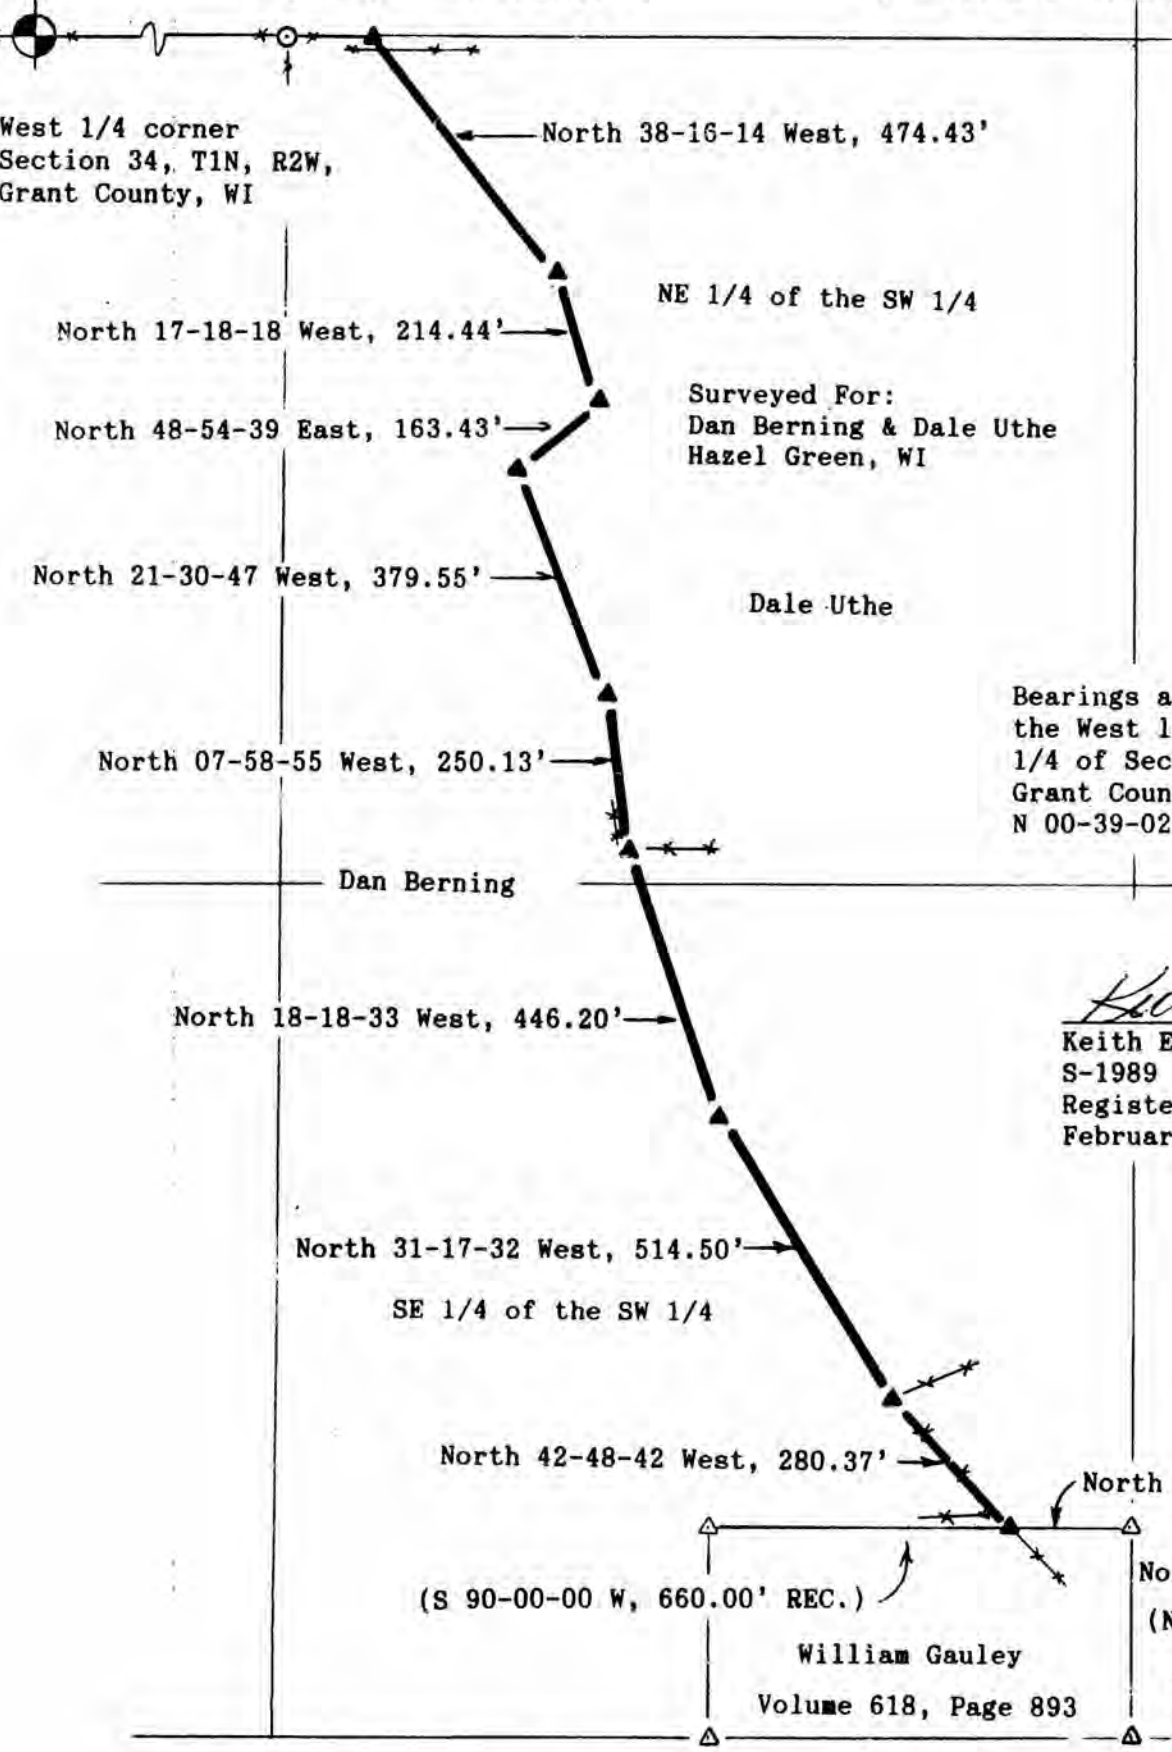 West 1/4 corner
Section 34, T1N, R2W,
Grant County, WI
North 38-16-14 West, 474.43'
NE 1/4 of the SW 1/4
North 17-18-18 West, 214.44'
Surveyed For:
Dan Berning & Dale Uthe
Hazel Green, WI
North 48-54-39 East, 163.43'
North 21-30-47 West, 379.55'
Dale Uthe
Bearings a
the West 1
1/4 of Sec
Grant Coun
N 00-39-02
North 07-58-55 West, 250.13'
Dan Berning
North 18-18-33 West, 446.20'
Keith E
S-1989
Registe
Februar
North 31-17-32 West, 514.50'
SE 1/4 of the SW 1/4
North 42-48-42 West, 280.37'
North
No
(S 90-00-00 W, 660.00' REC.)
(N
William Gauley
Volume 618, Page 893